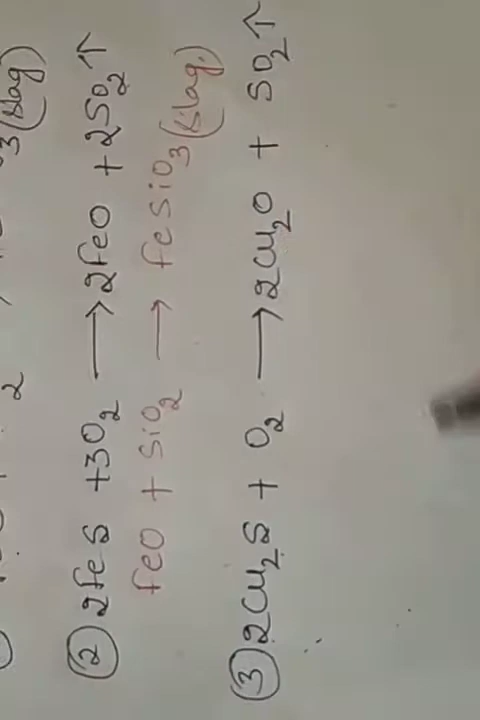 3(slag)
② 2FeS + 3O₂ ⟶ 2FeO + 2SO₂↑
FeO + SiO₂ ⟶ FeSiO₃ (slag.)
③ 2Cu₂S + O₂ ⟶ 2Cu₂O + SO₂↑